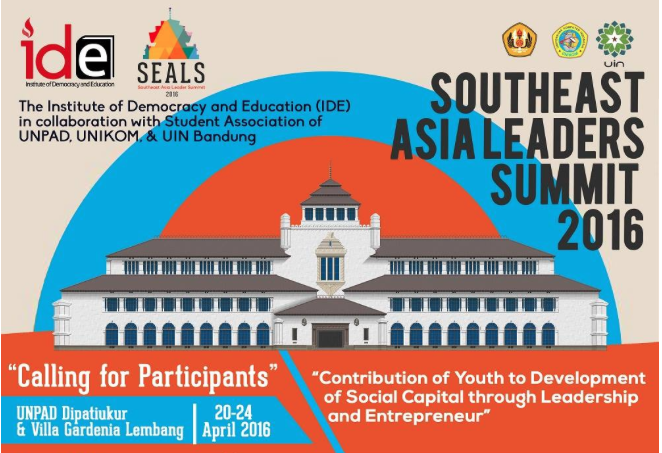 ide
Institute of Democracy and Education
SEALS
Southeast Asia Leader Summit
2016
uin
The Institute of Democracy and Education (IDE)
in collaboration with Student Association of
UNPAD, UNIKOM, & UIN Bandung
SOUTHEAST
ASIA LEADERS
SUMMIT
2016
"Calling for Participants"
UNPAD Dipatiukur
& Villa Gardenia Lembang
20-24
April 2016
"Contribution of Youth to Development
of Social Capital through Leadership
and Entrepreneur"